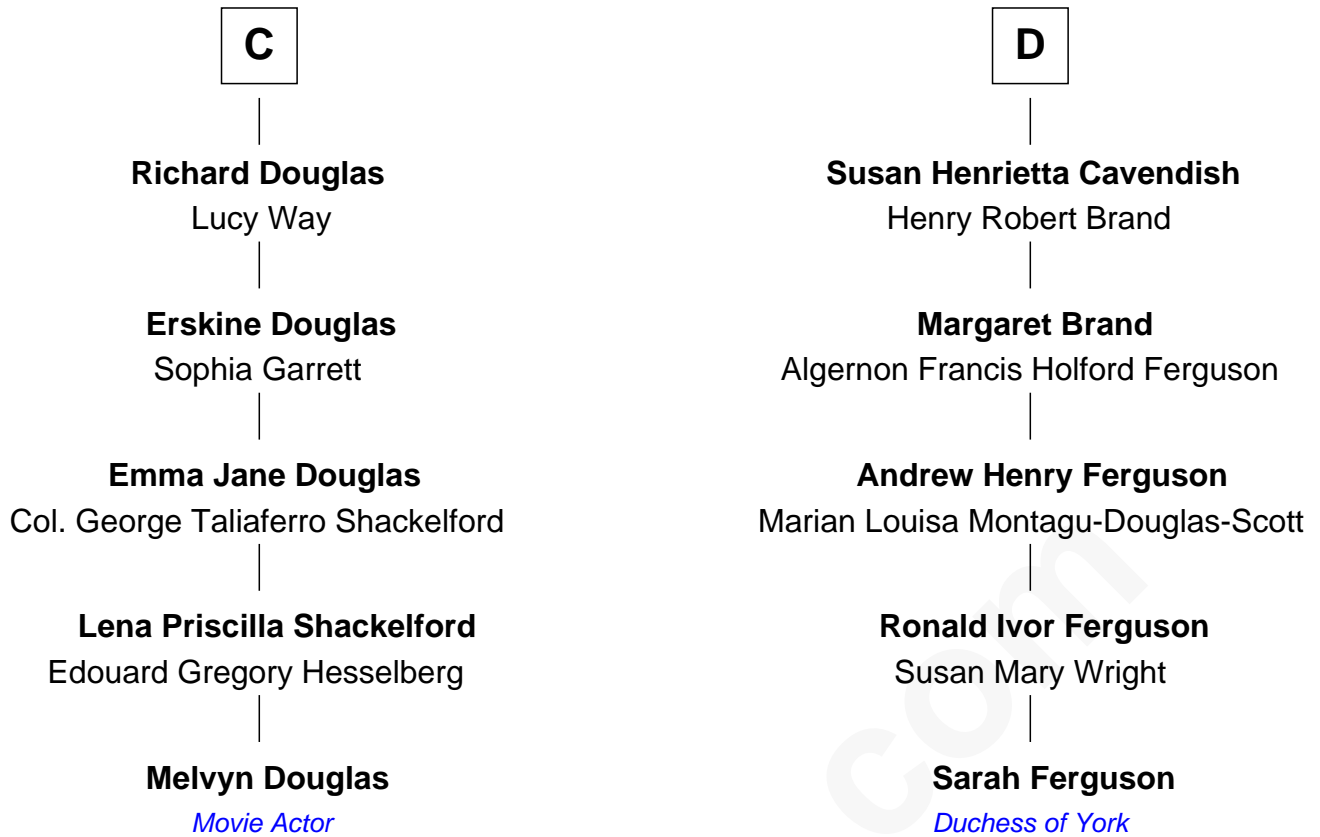 C
Richard Douglas
Lucy Way
Erskine Douglas
Sophia Garrett
Emma Jane Douglas
Col. George Taliaferro Shackelford
Lena Priscilla Shackelford
Edouard Gregory Hesselberg
Melvyn Douglas
Movie Actor
D
Susan Henrietta Cavendish
Henry Robert Brand
Margaret Brand
Algernon Francis Holford Ferguson
Andrew Henry Ferguson
Marian Louisa Montagu-Douglas-Scott
Ronald Ivor Ferguson
Susan Mary Wright
Sarah Ferguson
Duchess of York
com